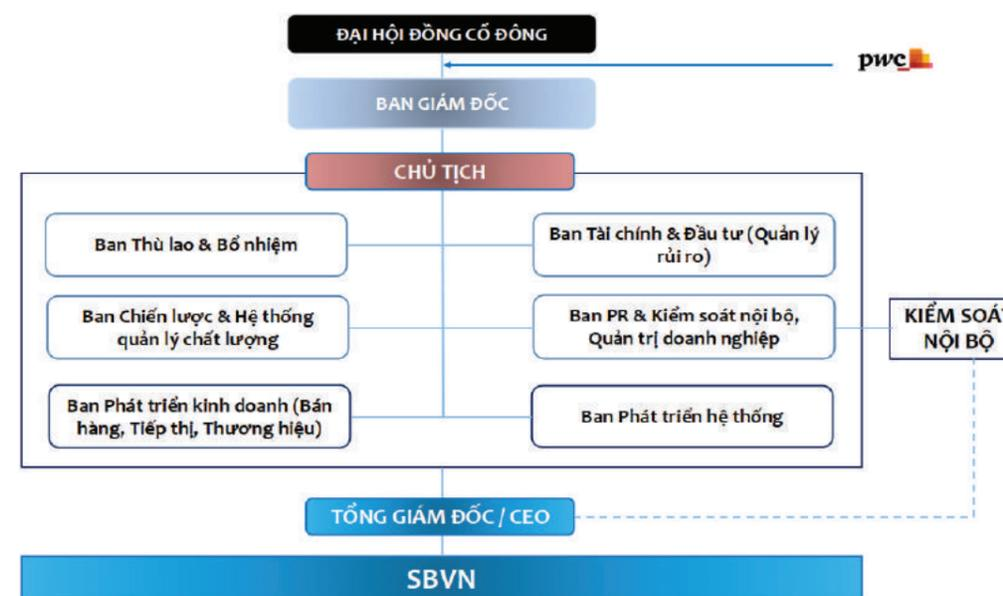 ĐẠI HỘI ĐỒNG CỔ ĐÔNG
pwc
BAN GIÁM ĐỐC
CHỦ TỊCH
Ban Thù lao & Bổ nhiệm
Ban Tài chính & Đầu tư (Quản lý
rủi ro)
Ban Chiến lược & Hệ thống
quản lý chất lượng
Ban PR & Kiểm soát nội bộ,
Quản trị doanh nghiệp
KIỂM SOÁT
NỘI BỘ
Ban Phát triển kinh doanh (Bán
hàng, Tiếp thị, Thương hiệu)
Ban Phát triển hệ thống
TỔNG GIÁM ĐỐC / CEO
SBVN